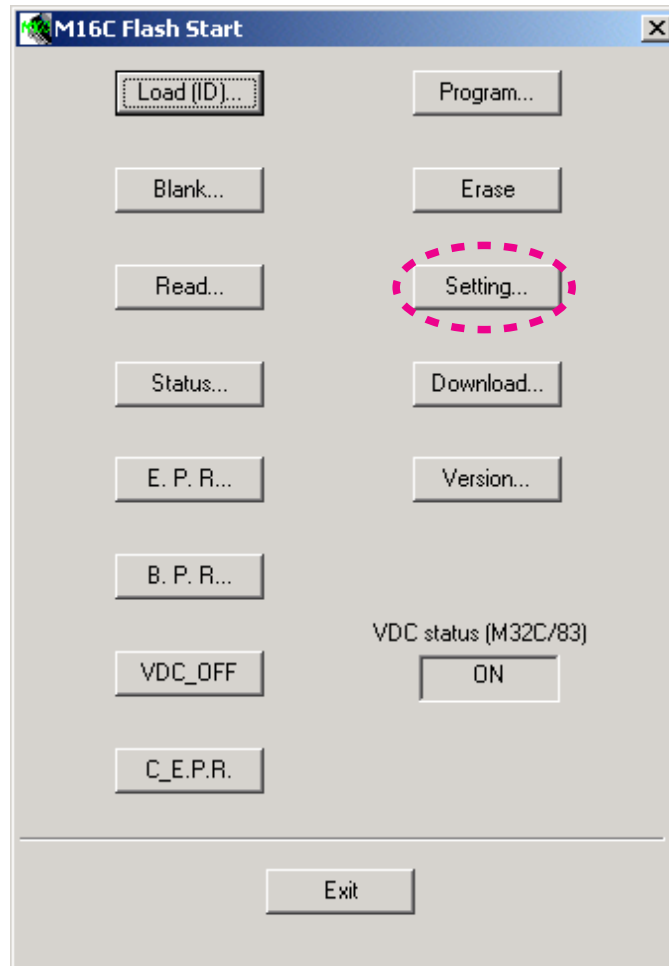 M16C Flash Start
Load (ID)... Program...
Blank... Erase
Read... Setting...
Status... Download...
E. P. R... Version...
B. P. R...
VDC status (M32C/83)
VDC_OFF ON
C_E.P.R.
Exit